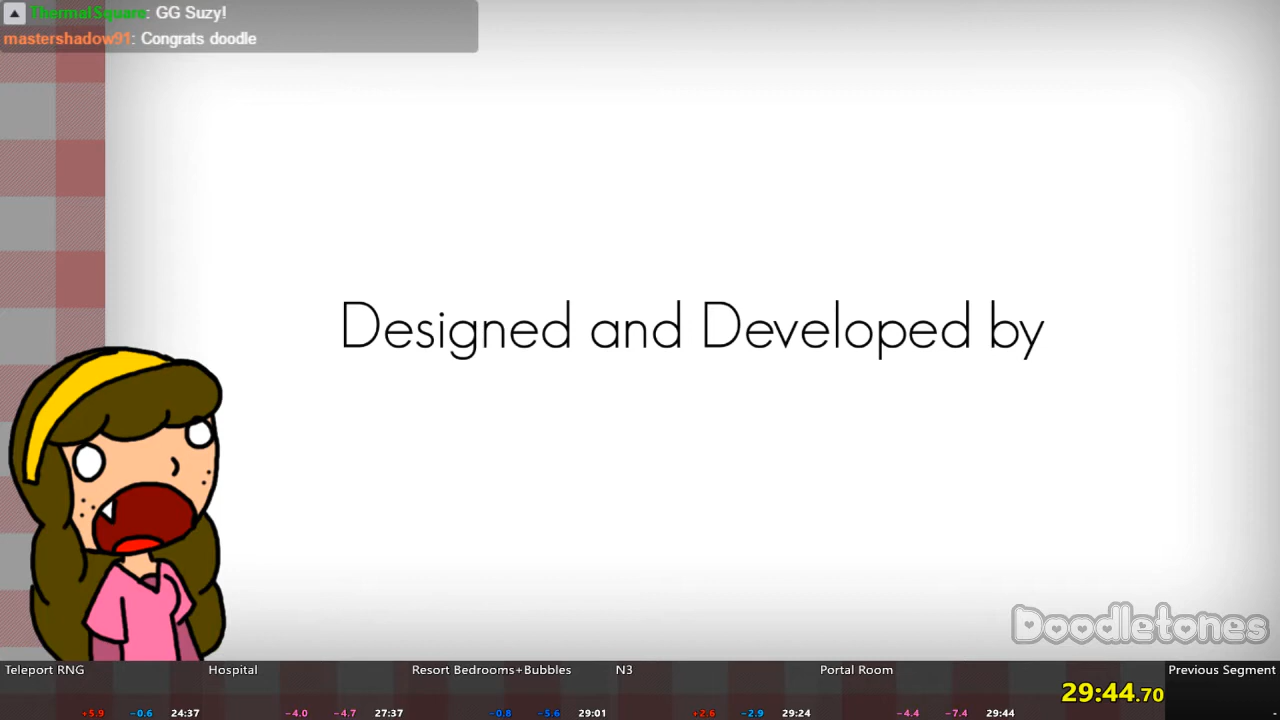 ThermalSquare: GG Suzy!
mastershadow91: Congrats doodle
Designed and Developed by
Doodletones
Teleport RNG Hospital Resort Bedrooms+Bubbles N3 Portal Room Previous Segment
29:44.70
+5.9 -0.6 24:37 -4.0 -4.7 27:37 -0.8 -5.6 29:01 +2.6 -2.9 29:24 -4.4 -7.4 29:44 -